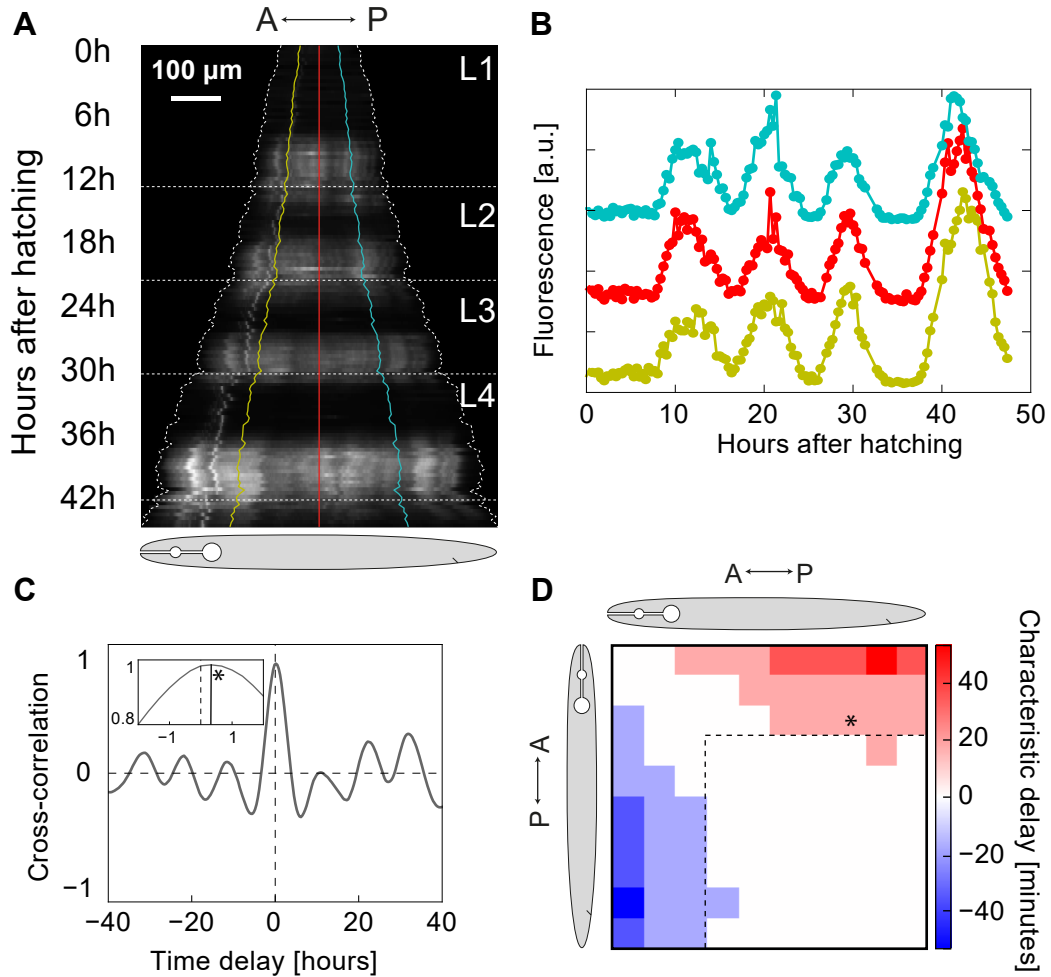 A
A P
0h
100 µm
L1
6h
12h
L2
18h
24h
L3
30h
L4
36h
42h
Hours after hatching
B
Fluorescence [a.u.]
0 10 20 30 40 50
Hours after hatching
C
1
0
−1
Cross-correlation
1
0.8
−1 1
*
−40 −20 0 20 40
Time delay [hours]
D
A P
P A
*
40
20
0
−20
−40
Characteristic delay [minutes]